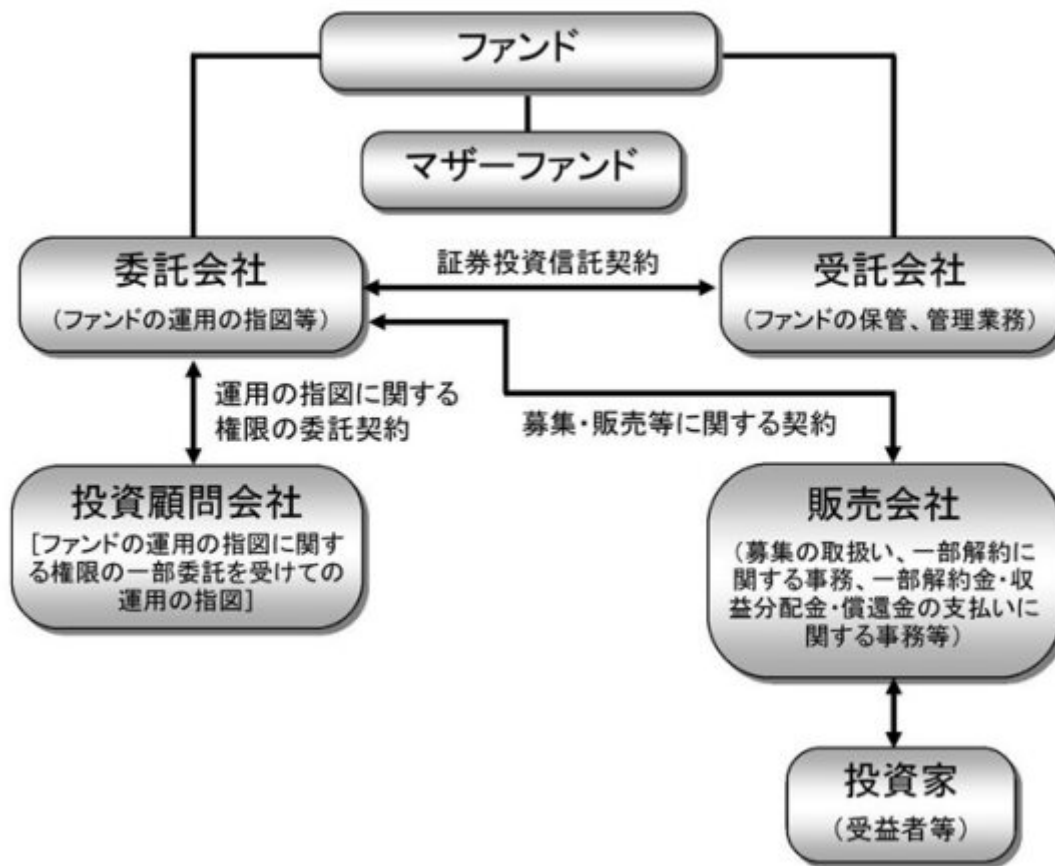 ファンド
マザーファンド
委託会社
(ファンドの運用の指図等)
証券投資信託契約
受託会社
(ファンドの保管、管理業務)
運用の指図に関する
権限の委託契約
募集・販売等に関する契約
投資顧問会社
[ファンドの運用の指図に関す
る権限の一部委託を受けての
運用の指図]
販売会社
(募集の取扱い、一部解約に
関する事務、一部解約金・収
益分配金・償還金の支払いに
関する事務等)
投資家
(受益者等)